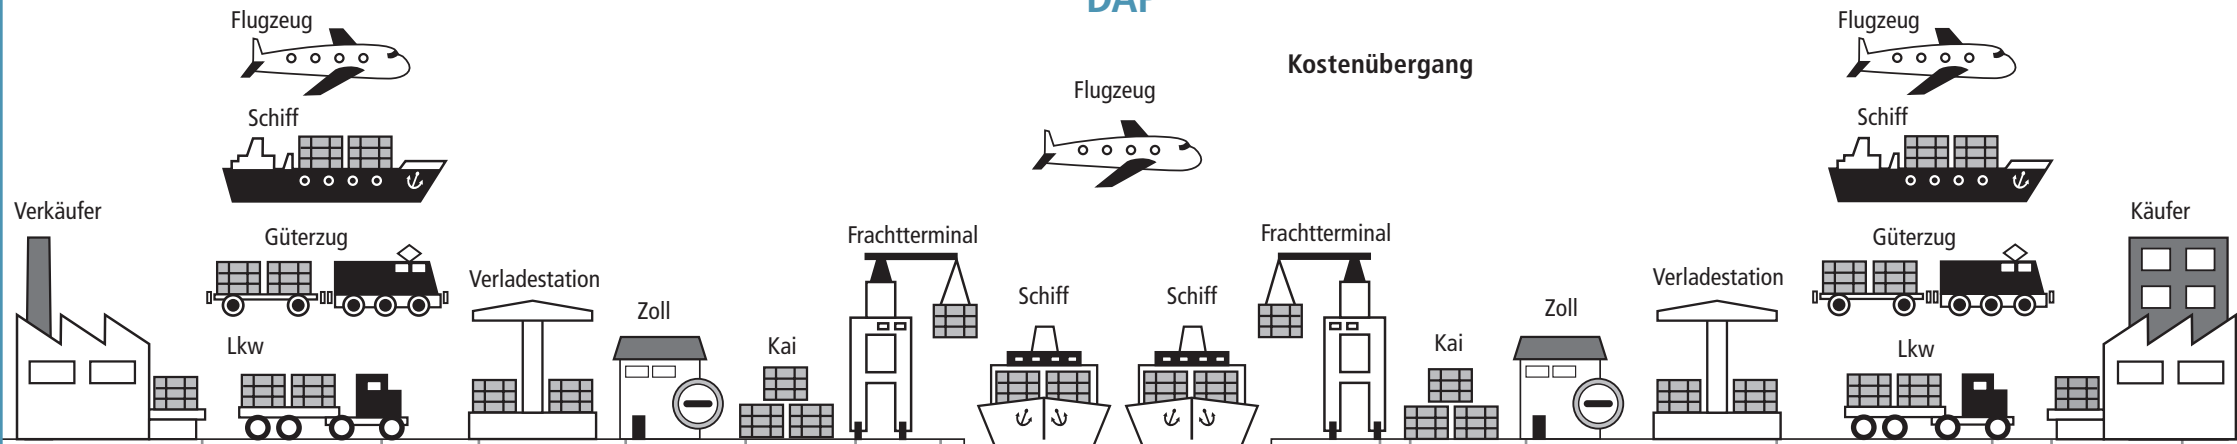 DAP
Flugzeug
Flugzeug
Kostenübergang
Flugzeug
Schiff
Schiff
Verkäufer
Käufer
Güterzug
Frachtterminal
Frachtterminal
Güterzug
Verladestation
Verladestation
Schiff
Schiff
Zoll
Zoll
Lkw
Kai
Kai
Lkw